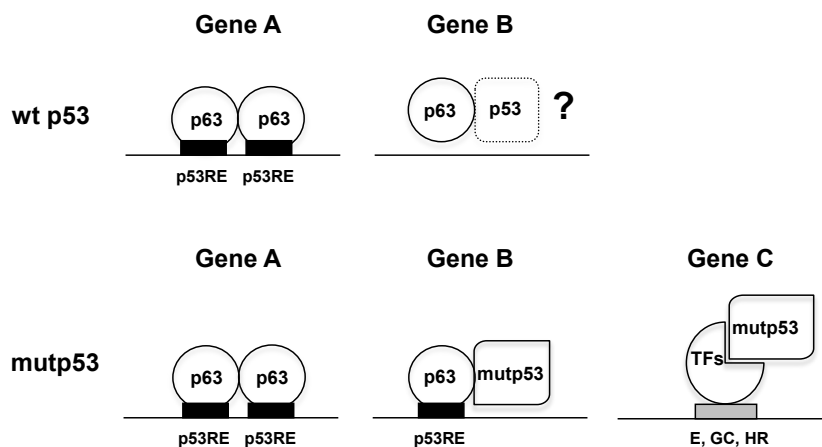 Gene A Gene B
wt p53
p63 p63 p63 p53 ?
p53RE p53RE
Gene A Gene B Gene C
mutp53
TFs mutp53
p63 p63 p63 mutp53
p53RE p53RE p53RE E, GC, HR